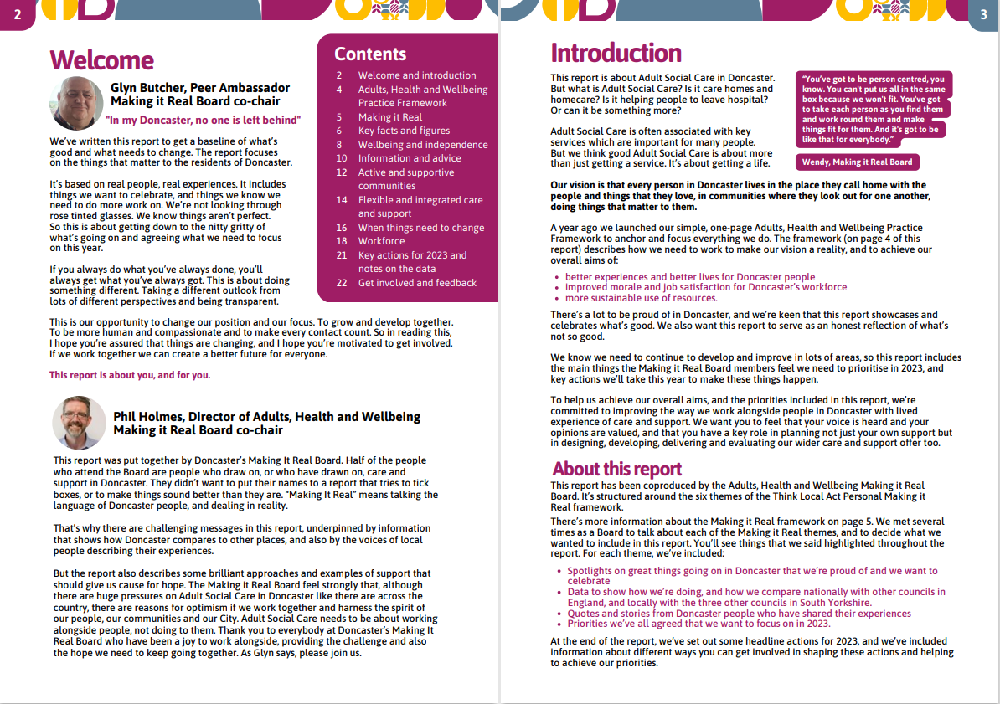 2
Welcome
Glyn Butcher, Peer Ambassador
Making it Real Board co-chair
"In my Doncaster, no one is left behind"
We've written this report to get a baseline of what's
good and what needs to change. The report focuses
on the things that matter to the residents of Doncaster.
It's based on real people, real experiences. It includes
things we want to celebrate, and things we know we
need to do more work on. We're not looking through
rose tinted glasses. We know things aren't perfect.
So this is about getting down to the nitty gritty of
what's going on and agreeing what we need to focus
on this year.
If you always do what you've always done, you'll
always get what you've always got. This is about doing
something different. Taking a different outlook from
lots of different perspectives and being transparent.
This is our opportunity to change our position and our focus. To grow and develop together.
To be more human and compassionate and to make every contact count. So in reading this,
I hope you're assured that things are changing, and I hope you're motivated to get involved.
If we work together we can create a better future for everyone.
This report is about you, and for you.
Contents
2 Welcome and introduction
4 Adults, Health and Wellbeing
Practice Framework
5 Making it Real
6 Key facts and figures
8 Wellbeing and independence
10 Information and advice
12 Active and supportive
communities
14 Flexible and integrated care
and support
16 When things need to change
18 Workforce
21 Key actions for 2023 and
notes on the data
22 Get involved and feedback
Phil Holmes, Director of Adults, Health and Wellbeing
Making it Real Board co-chair
This report was put together by Doncaster's Making It Real Board. Half of the people
who attend the Board are people who draw on, or who have drawn on, care and
support in Doncaster. They didn't want to put their names to a report that tries to tick
boxes, or to make things sound better than they are. "Making It Real" means talking the
language of Doncaster people, and dealing in reality.
That's why there are challenging messages in this report, underpinned by information
that shows how Doncaster compares to other places, and also by the voices of local
people describing their experiences.
But the report also describes some brilliant approaches and examples of support that
should give us cause for hope. The Making it Real Board feel strongly that, although
there are huge pressures on Adult Social Care in Doncaster like there are across the
country, there are reasons for optimism if we work together and harness the spirit of
our people, our communities and our City. Adult Social Care needs to be about working
alongside people, not doing to them. Thank you to everybody at Doncaster's Making It
Real Board who have been a joy to work alongside, providing the challenge and also
the hope we need to keep going together. As Glyn says, please join us.
3
Introduction
This report is about Adult Social Care in Doncaster.
But what is Adult Social Care? Is it care homes and
homecare? Is it helping people to leave hospital?
Or can it be something more?
Adult Social Care is often associated with key
services which are important for many people.
But we think good Adult Social Care is about more
than just getting a service. It's about getting a life.
"You've got to be person centred, you
know. You can't put us all in the same
box because we won't fit. You've got
to take each person as you find them
and work round them and make
things fit for them. And it's got to be
like that for everybody."
Wendy, Making it Real Board
Our vision is that every person in Doncaster lives in the place they call home with the
people and things that they love, in communities where they look out for one another,
doing things that matter to them.
A year ago we launched our simple, one-page Adults, Health and Wellbeing Practice
Framework to anchor and focus everything we do. The framework (on page 4 of this
report) describes how we need to work to make our vision a reality, and to achieve our
overall aims of:
• better experiences and better lives for Doncaster people
• improved morale and job satisfaction for Doncaster's workforce
• more sustainable use of resources.
There's a lot to be proud of in Doncaster, and we're keen that this report showcases and
celebrates what's good. We also want this report to serve as an honest reflection of what's
not so good.
We know we need to continue to develop and improve in lots of areas, so this report includes
the main things the Making it Real Board members feel we need to prioritise in 2023, and
key actions we'll take this year to make these things happen.
To help us achieve our overall aims, and the priorities included in this report, we're
committed to improving the way we work alongside people in Doncaster with lived
experience of care and support. We want you to feel that your voice is heard and your
opinions are valued, and that you have a key role in planning not just your own support but
in designing, developing, delivering and evaluating our wider care and support offer too.
About this report
This report has been coproduced by the Adults, Health and Wellbeing Making it Real
Board. It's structured around the six themes of the Think Local Act Personal Making it
Real framework.
There's more information about the Making it Real framework on page 5. We met several
times as a Board to talk about each of the Making it Real themes, and to decide what we
wanted to include in this report. You'll see things that we said highlighted throughout the
report. For each theme, we've included:
• Spotlights on great things going on in Doncaster that we're proud of and we want to
celebrate
• Data to show how we're doing, and how we compare nationally with other councils in
England, and locally with the three other councils in South Yorkshire.
• Quotes and stories from Doncaster people who have shared their experiences
• Priorities we've all agreed that we want to focus on in 2023.
At the end of the report, we've set out some headline actions for 2023, and we've included
information about different ways you can get involved in shaping these actions and helping
to achieve our priorities.